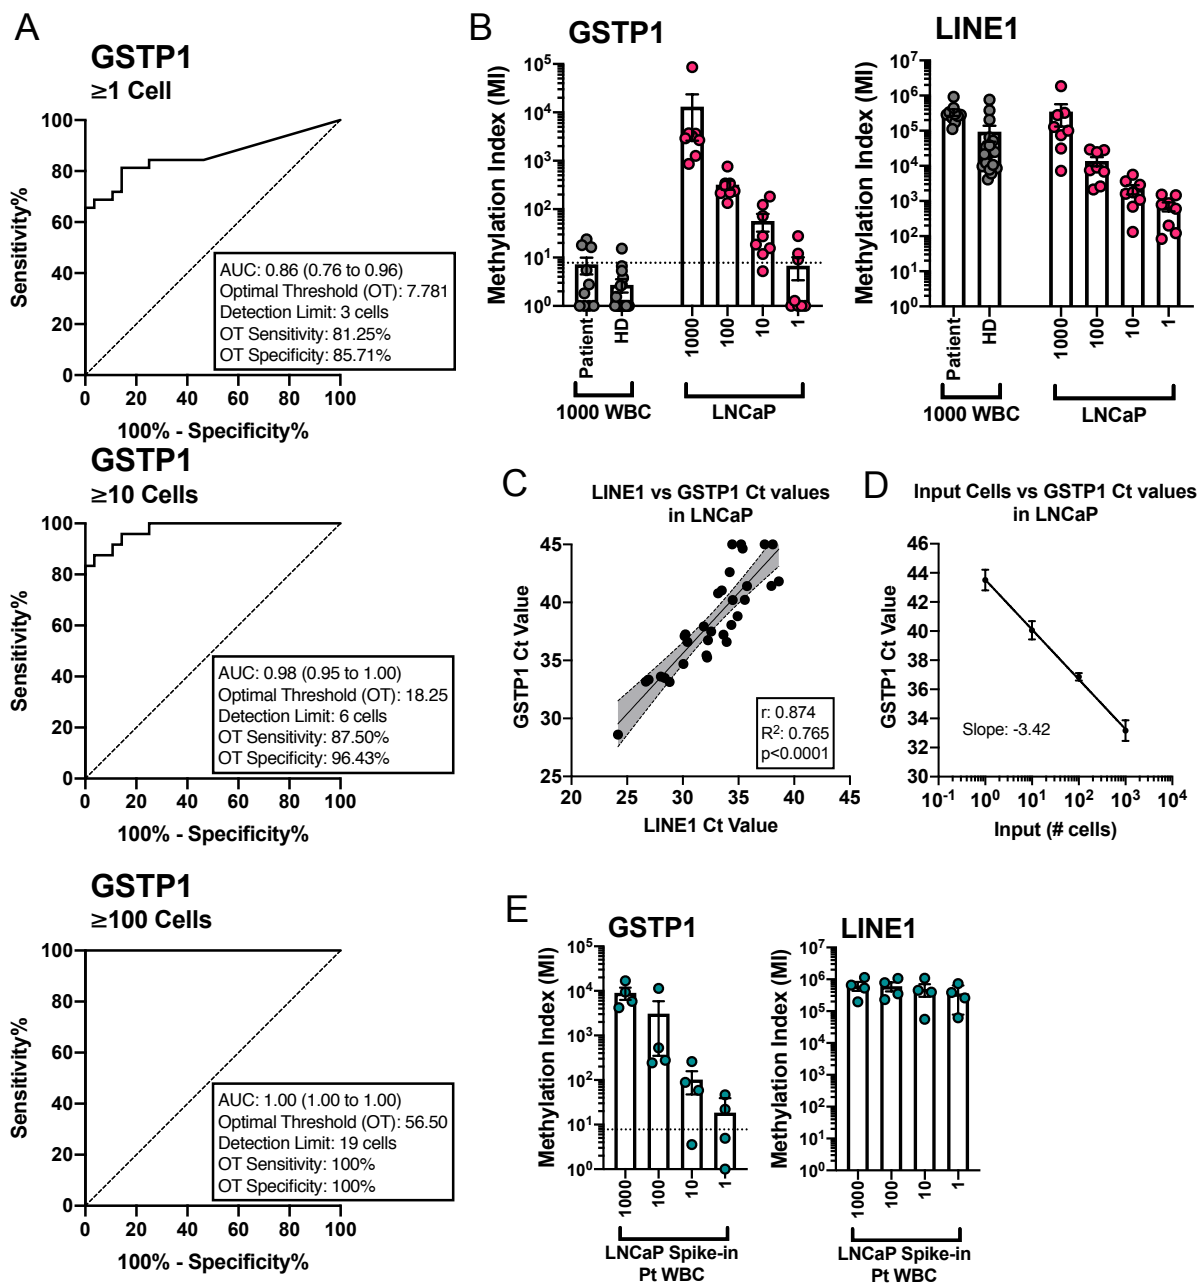 A
GSTP1
≥1 Cell
100
80
60
40
20
0
Sensitivity%
AUC: 0.86 (0.76 to 0.96)
Optimal Threshold (OT): 7.781
Detection Limit: 3 cells
OT Sensitivity: 81.25%
OT Specificity: 85.71%
0 20 40 60 80 100
100% - Specificity%
GSTP1
≥10 Cells
100
80
60
40
20
0
Sensitivity%
AUC: 0.98 (0.95 to 1.00)
Optimal Threshold (OT): 18.25
Detection Limit: 6 cells
OT Sensitivity: 87.50%
OT Specificity: 96.43%
0 20 40 60 80 100
100% - Specificity%
GSTP1
≥100 Cells
100
80
60
40
20
0
Sensitivity%
AUC: 1.00 (1.00 to 1.00)
Optimal Threshold (OT): 56.50
Detection Limit: 19 cells
OT Sensitivity: 100%
OT Specificity: 100%
0 20 40 60 80 100
100% - Specificity%
B
GSTP1
Methylation Index (MI)
10⁵
10⁴
10³
10²
10¹
10⁰
Patient
HD
1000
100
10
1
1000 WBC
LNCaP
LINE1
Methylation Index (MI)
10⁷
10⁶
10⁵
10⁴
10³
10²
10¹
10⁰
Patient
HD
1000
100
10
1
1000 WBC
LNCaP
C
LINE1 vs GSTP1 Ct values
in LNCaP
GSTP1 Ct Value
45
40
35
30
25
r: 0.874
R²: 0.765
p<0.0001
20 25 30 35 40 45
LINE1 Ct Value
D
Input Cells vs GSTP1 Ct values
in LNCaP
GSTP1 Ct Value
46
44
42
40
38
36
34
32
30
Slope: -3.42
10⁻¹ 10⁰ 10¹ 10² 10³ 10⁴
Input (# cells)
E
GSTP1
Methylation Index (MI)
10⁵
10⁴
10³
10²
10¹
10⁰
1000
100
10
1
LNCaP Spike-in
Pt WBC
LINE1
Methylation Index (MI)
10⁷
10⁶
10⁵
10⁴
10³
10²
10¹
10⁰
1000
100
10
1
LNCaP Spike-in
Pt WBC